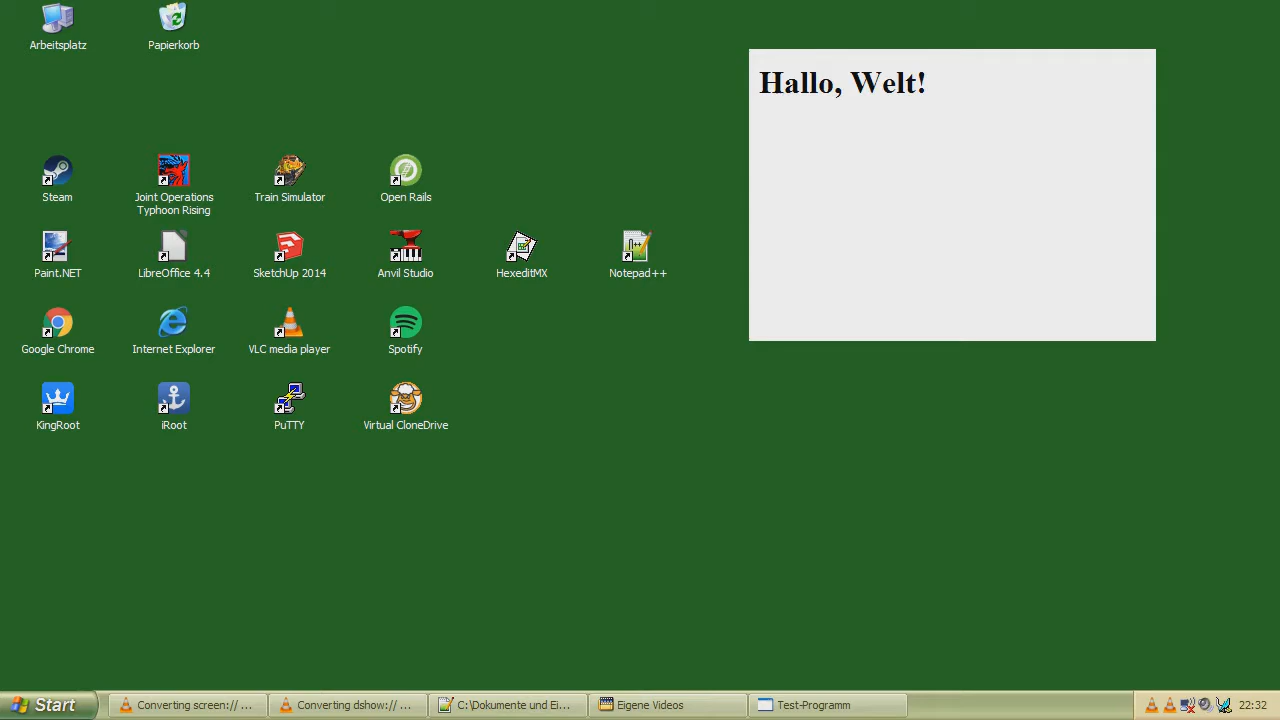 Arbeitsplatz
Papierkorb
Hallo, Welt!
Steam
Joint Operations
Typhoon Rising
Train Simulator
Open Rails
Paint.NET
LibreOffice 4.4
SketchUp 2014
Anvil Studio
HexeditMX
Notepad++
Google Chrome
Internet Explorer
VLC media player
Spotify
KingRoot
iRoot
PuTTY
Virtual CloneDrive
Start
Converting screen:// ...
Converting dshow:// ...
C:\Dokumente und Ei...
Eigene Videos
Test-Programm
22:32